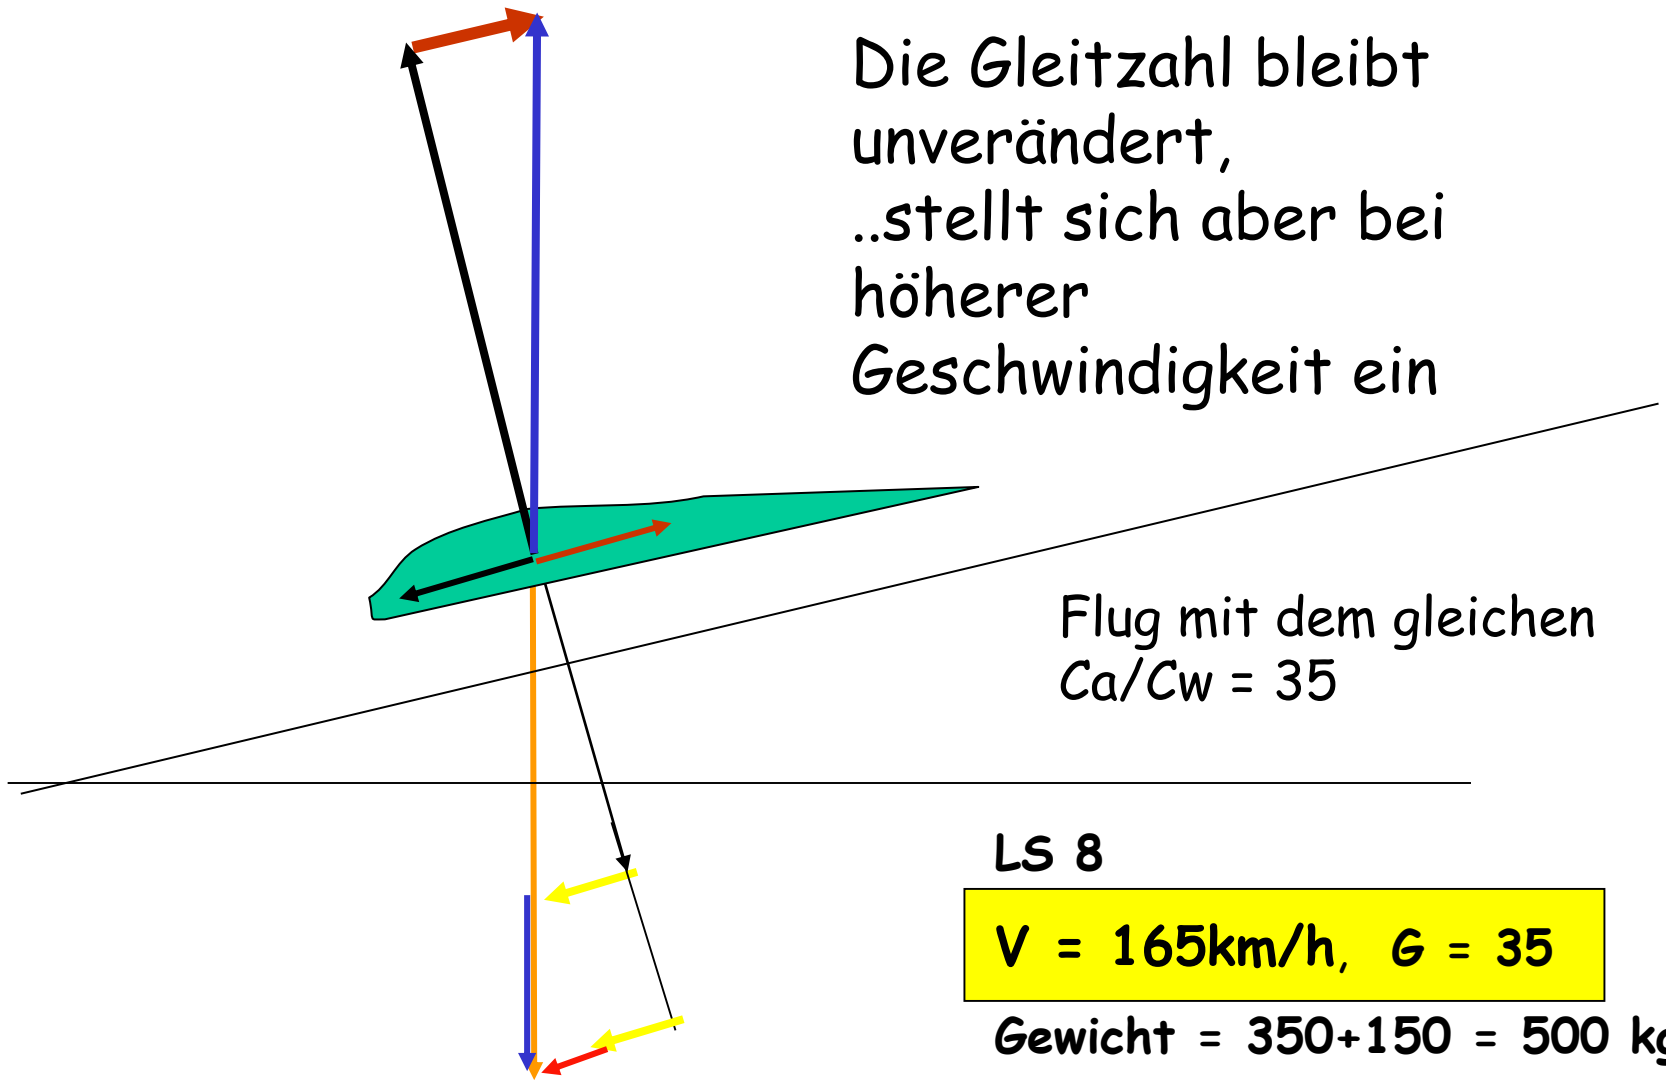 Die Gleitzahl bleibt
unverändert,
..stellt sich aber bei
höherer
Geschwindigkeit ein
Flug mit dem gleichen
Ca/Cw = 35
LS 8
V = 165km/h, G = 35
Gewicht = 350+150 = 500 kg